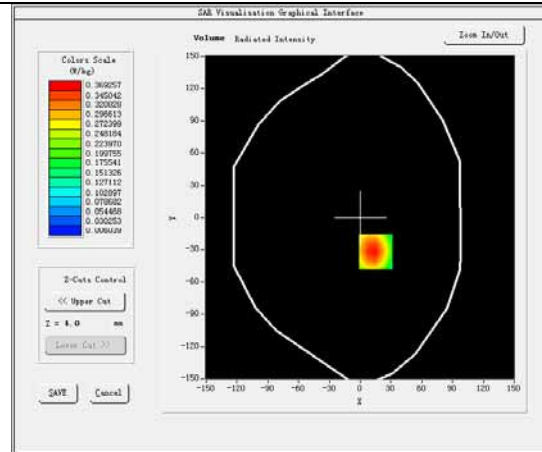 SAR Visualisation Graphical Interface
Volume Radiated Intensity
Zoom In/Out
Colors Scale
(W/kg)
0.369257
0.345042
0.320828
0.296613
0.272399
0.248184
0.223970
0.199755
0.175541
0.151326
0.127112
0.102897
0.078682
0.054468
0.030253
0.006039
150
120
90
60
30
0
-30
-60
-90
-120
-150
Y
-150 -120 -90 -60 -30 0 30 60 90 120 150
X
Z-Cuts Control
<< Upper Cut
Z = 4.0 mm
Lower Cut >>
SAVE Cancel